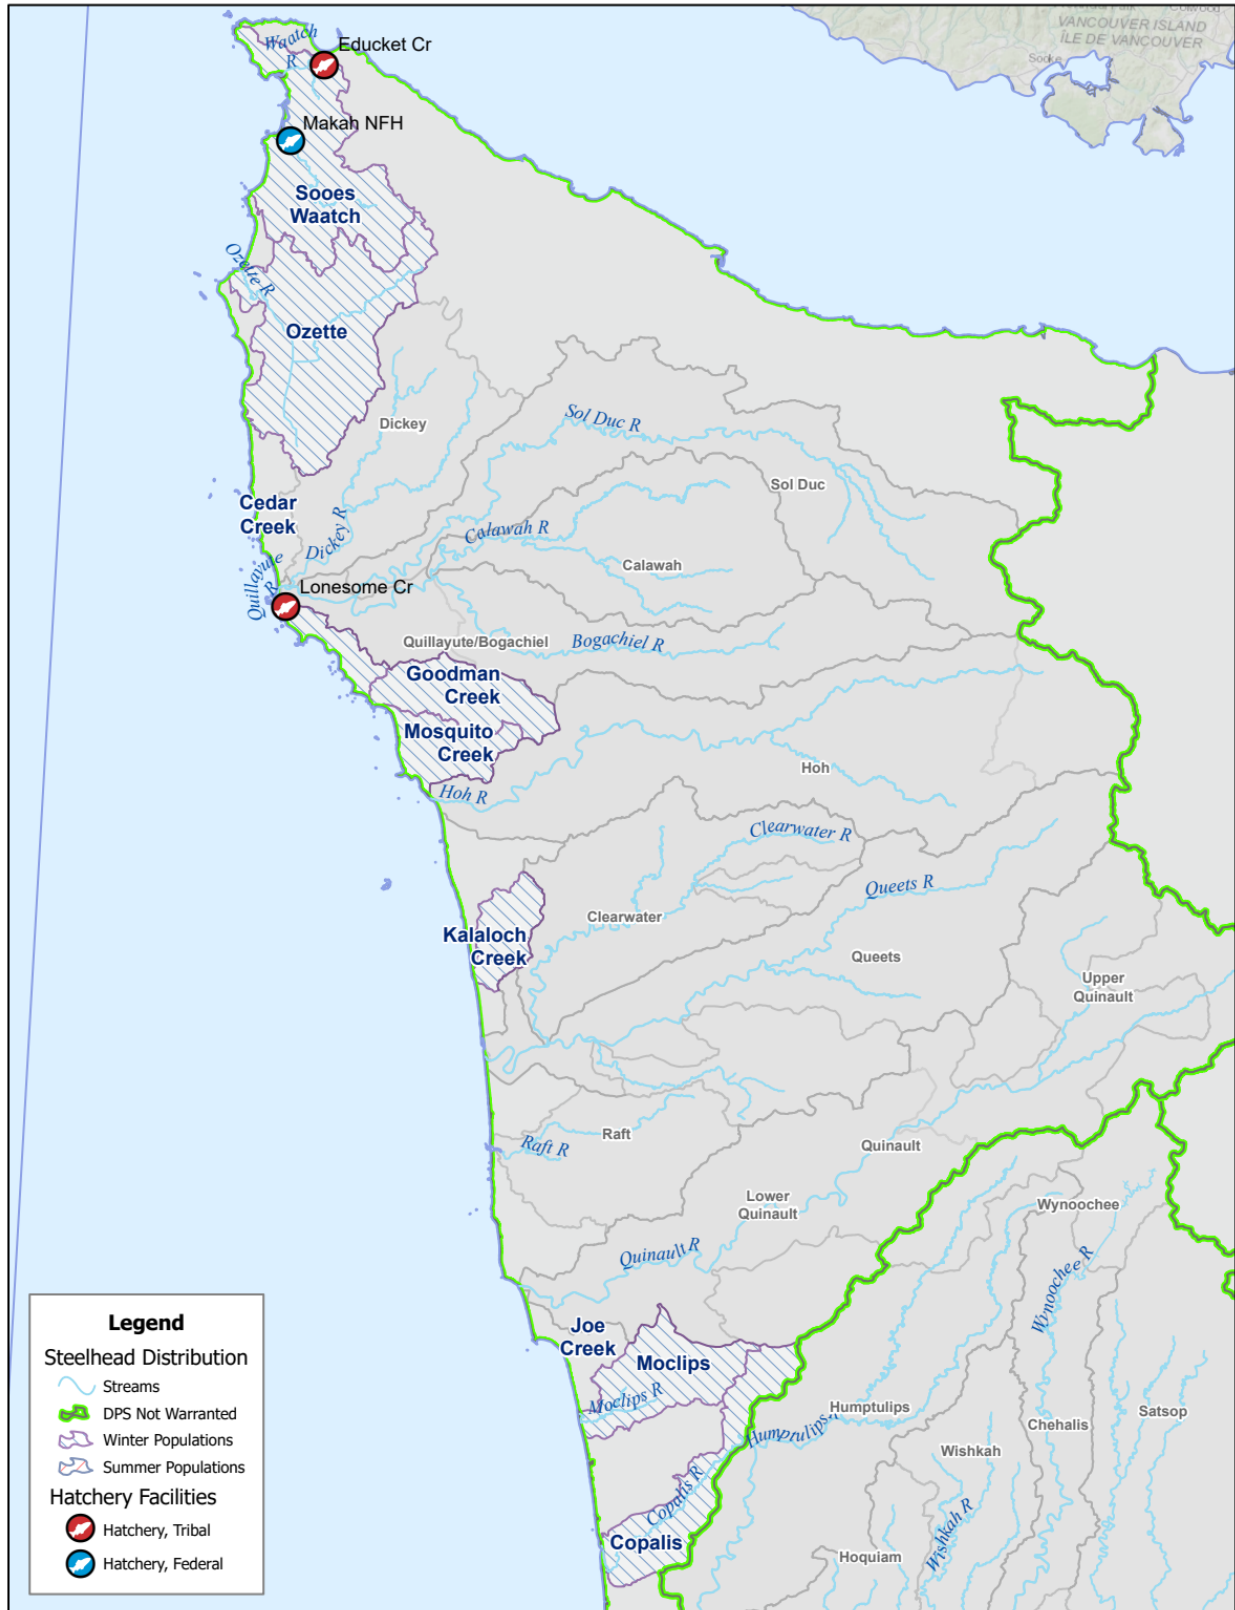 VANCOUVER ISLAND
ÎLE DE VANCOUVER
Sooke
Waatch
R
Educket Cr
Makah NFH
Sooes
Waatch
Ozette R
Ozette
Dickey
Sol Duc R
Sol Duc
Cedar
Creek
Dickey R
Calawah R
Calawah
Quillayute
R
Lonesome Cr
Quillayute/Bogachiel
Bogachiel R
Goodman
Creek
Mosquito
Creek
Hoh R
Hoh
Clearwater R
Queets R
Clearwater
Kalaloch
Creek
Queets
Upper
Quinault
Raft R
Raft
Quinault
Lower
Quinault
Wynoochee
Quinault R
Wynoochee R
Joe
Creek
Moclips
Moclips R
Humptulips
Humptulips R
Chehalis
Satsop
Wishkah
Copalis R
Wishkah R
Copalis
Hoquiam
Legend
Steelhead Distribution
Streams
DPS Not Warranted
Winter Populations
Summer Populations
Hatchery Facilities
Hatchery, Tribal
Hatchery, Federal